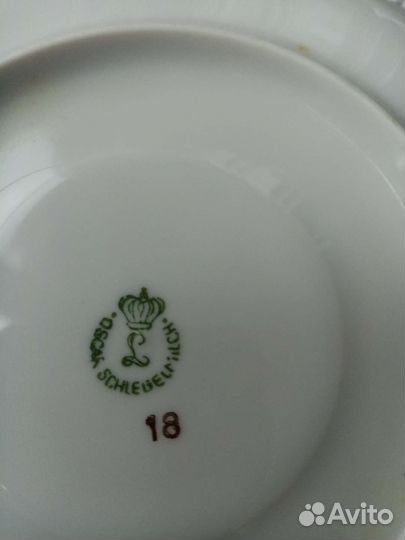 · OSCAR SCHLEGELMILCH ·
L
18
Avito